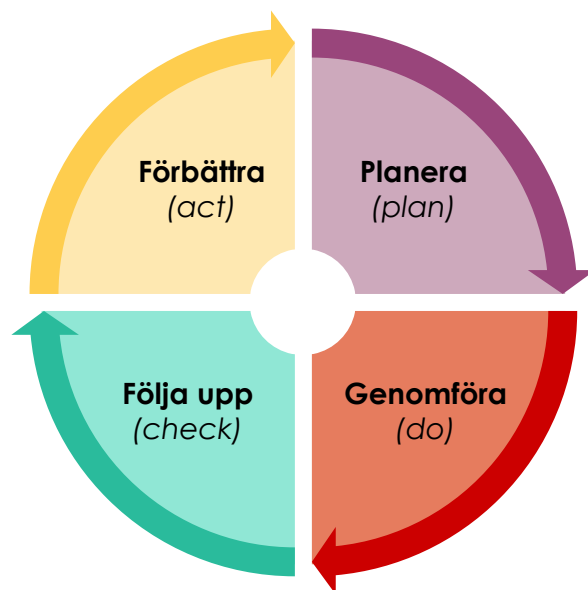 Förbättra
(act)
Planera
(plan)
Följa upp
(check)
Genomföra
(do)